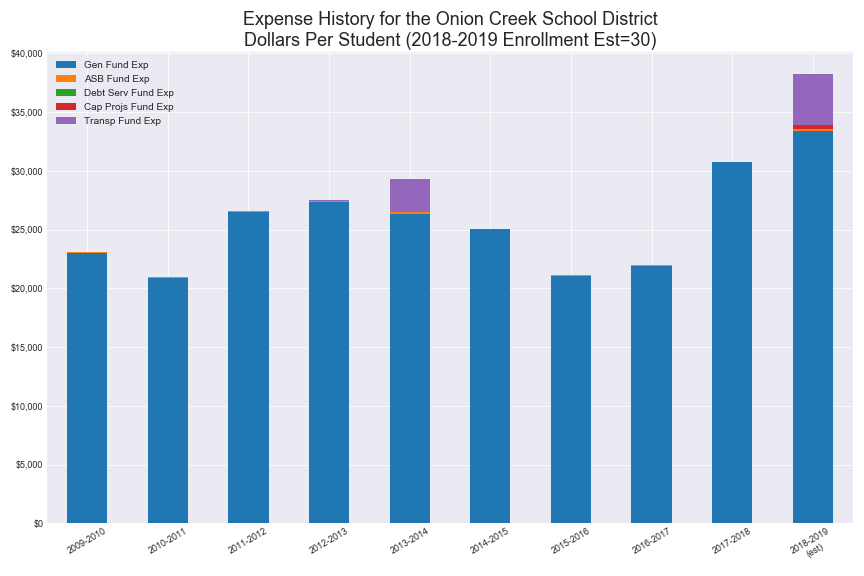 Expense History for the Onion Creek School District
Dollars Per Student (2018-2019 Enrollment Est=30)
$40,000
$35,000
$30,000
$25,000
$20,000
$15,000
$10,000
$5,000
$0
Gen Fund Exp
ASB Fund Exp
Debt Serv Fund Exp
Cap Projs Fund Exp
Transp Fund Exp
2009-2010
2010-2011
2011-2012
2012-2013
2013-2014
2014-2015
2015-2016
2016-2017
2017-2018
2018-2019
(est)